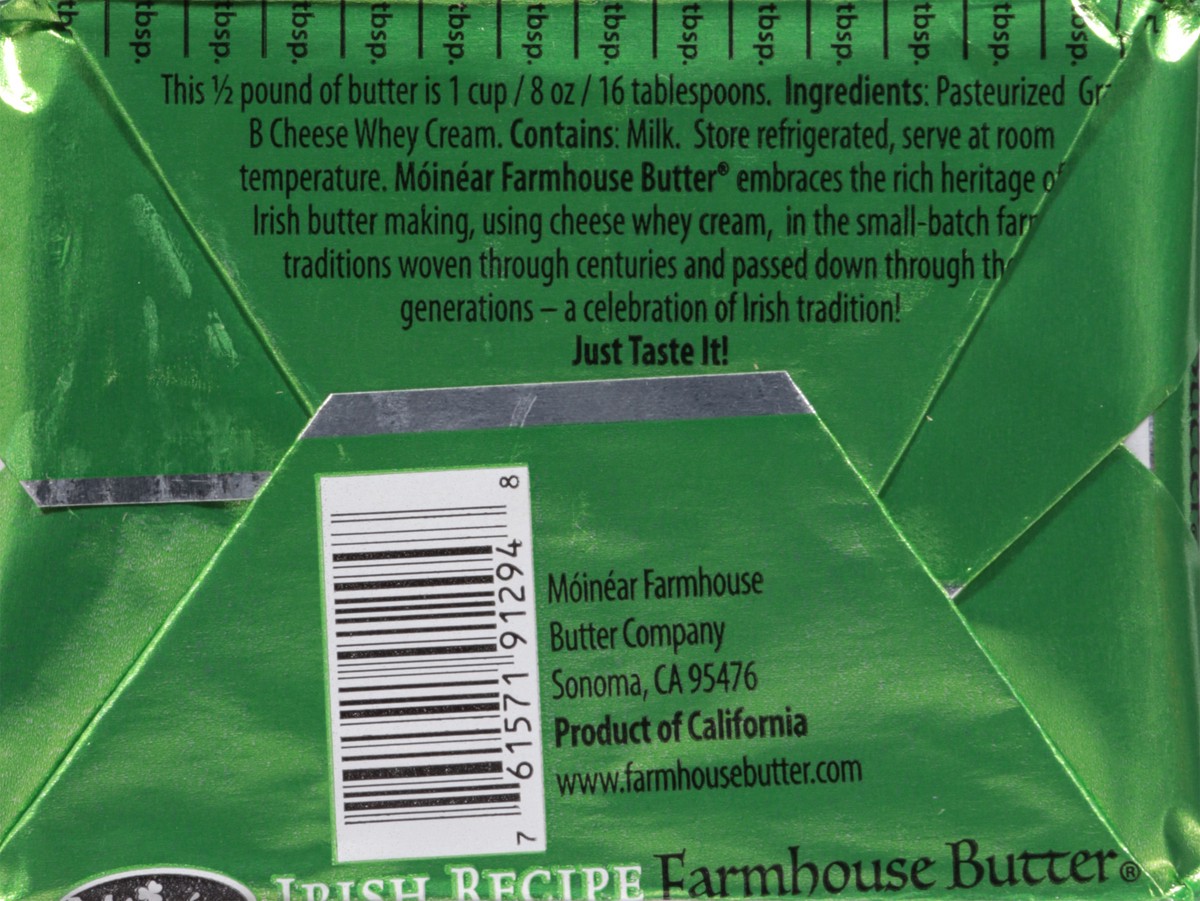 tbsp. tbsp. tbsp. tbsp. tbsp. tbsp. tbsp. tbsp. tbsp. tbsp. tbsp. tbsp. tbsp.
This ½ pound of butter is 1 cup / 8 oz / 16 tablespoons. Ingredients: Pasteurized
B Cheese Whey Cream. Contains: Milk. Store refrigerated, serve at room
temperature. Móinéar Farmhouse Butter® embraces the rich heritage of
Irish butter making, using cheese whey cream, in the small-batch
traditions woven through centuries and passed down through the
generations – a celebration of Irish tradition!
Just Taste It!
7 61571 91294 8
Móinéar Farmhouse
Butter Company
Sonoma, CA 95476
Product of California
www.farmhousebutter.com
IRISH RECIPE Farmhouse Butter®